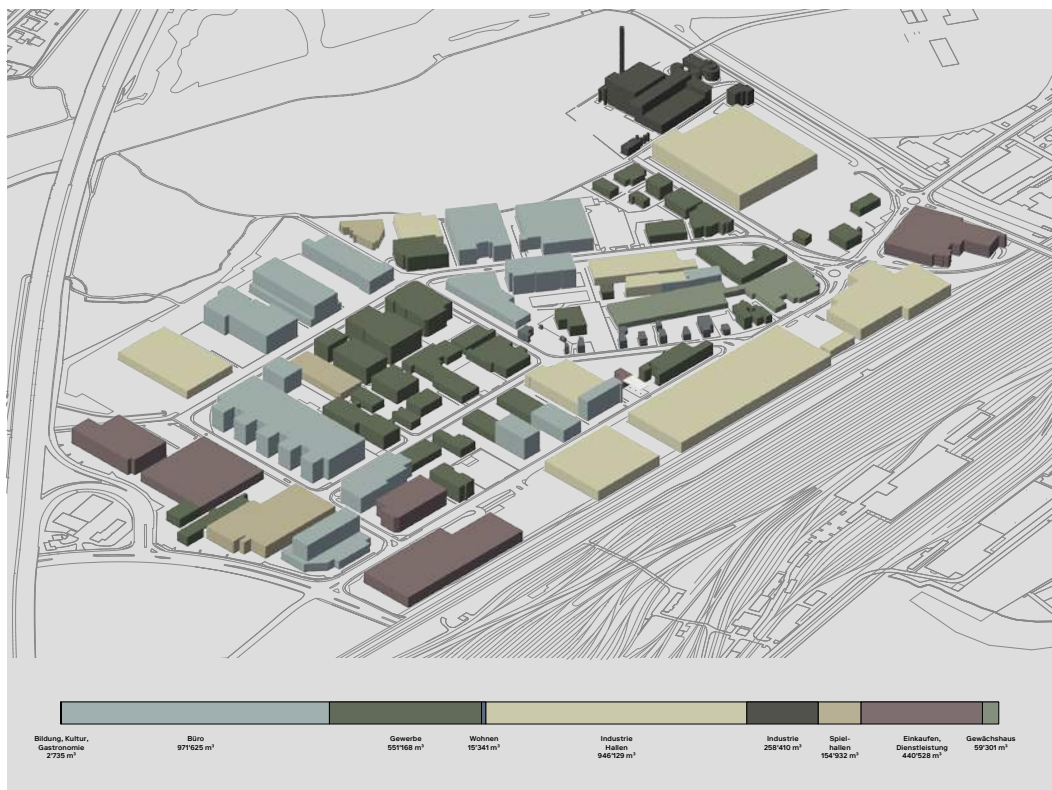 Bildung, Kultur,
Gastronomie
2'735 m³
Büro
971'625 m³
Gewerbe
551'168 m³
Wohnen
15'341 m³
Industrie
Hallen
946'129 m³
Industrie
258'410 m³
Spiel-
hallen
154'932 m³
Einkaufen,
Dienstleistung
440'528 m³
Gewächshaus
59'301 m³